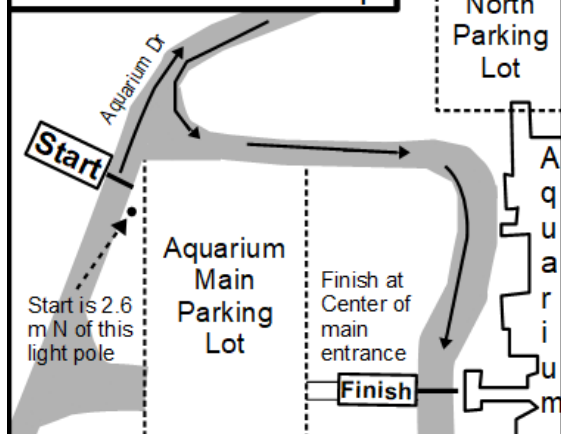 North
Parking
Lot
Aquarium Dr
Start
Aquarium
Main
Parking
Lot
Start is 2.6
m N of this
light pole
Finish at
Center of
main
entrance
Finish
Aquarium